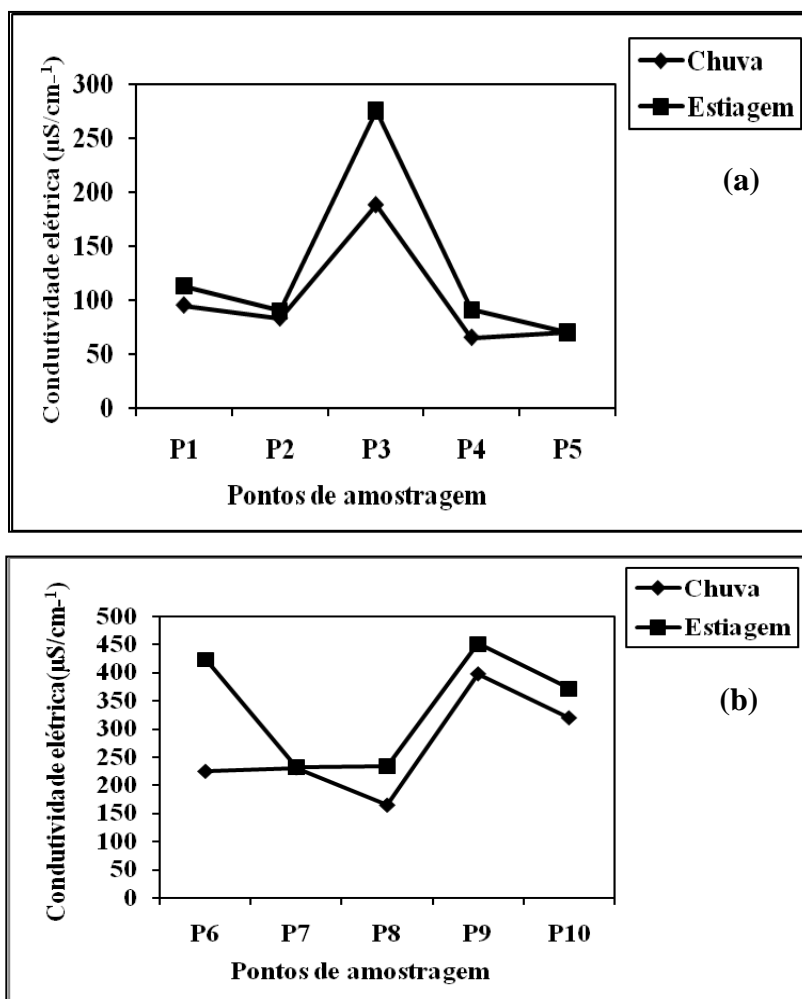 Chuva
Estiagem
(a)
Condutividade elétrica (µS/cm⁻¹)
300
250
200
150
100
50
0
P1 P2 P3 P4 P5
Pontos de amostragem
Chuva
Estiagem
(b)
Condutividade elétrica(µS/cm-¹)
500
450
400
350
300
250
200
150
100
50
0
P6 P7 P8 P9 P10
Pontos de amostragem